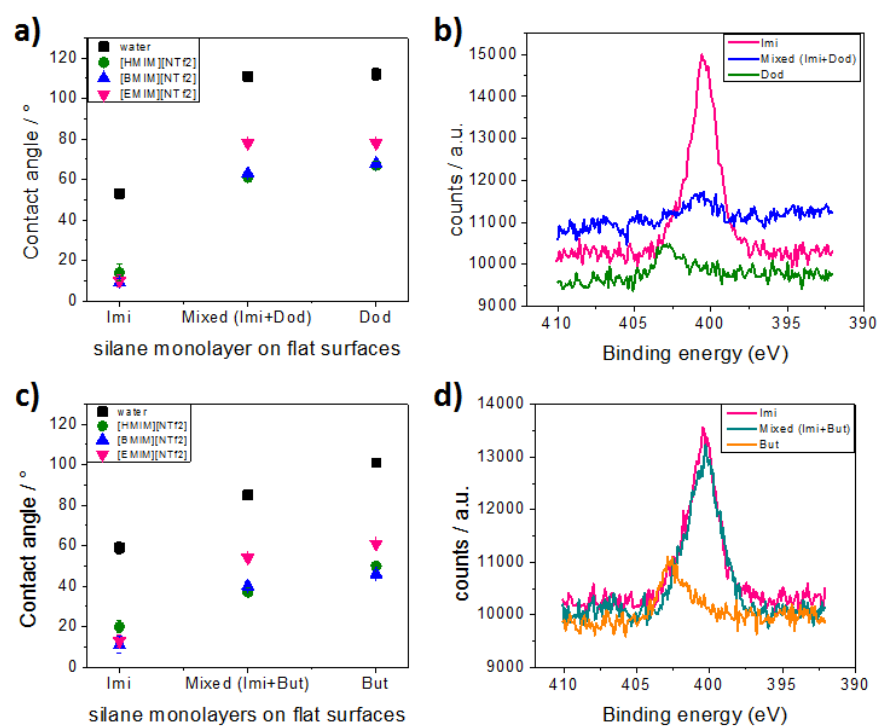 a)
120
100
80
60
40
20
0
Contact angle / °
water
[HMIM][NTf2]
[BMIM][NTf2]
[EMIM][NTf2]
Imi
Mixed (Imi+Dod)
Dod
silane monolayer on flat surfaces
b)
15000
14000
13000
12000
11000
10000
9000
counts / a.u.
Imi
Mixed (Imi+Dod)
Dod
410
405
400
395
390
Binding energy (eV)
c)
120
100
80
60
40
20
0
Contact angle / °
water
[HMIM][NTf2]
[BMIM][NTf2]
[EMIM][NTf2]
Imi
Mixed (Imi+But)
But
silane monolayers on flat surfaces
d)
14000
13000
12000
11000
10000
9000
counts / a.u.
Imi
Mixed (Imi+But)
But
410
405
400
395
390
Binding energy (eV)